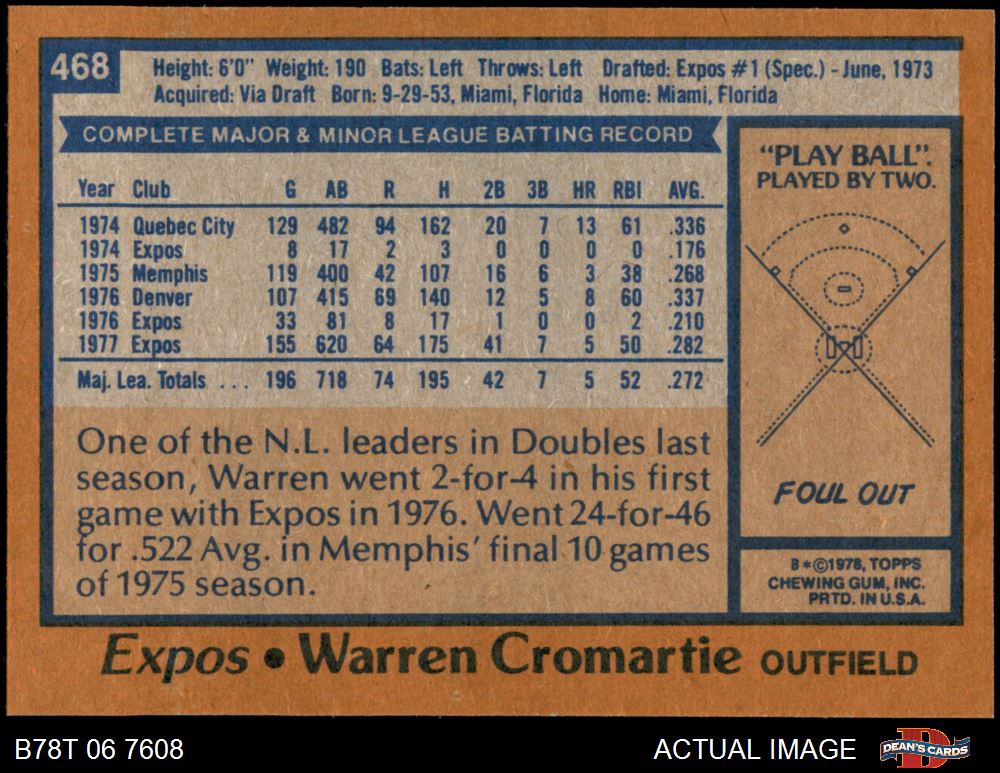 468
Height: 6'0" Weight: 190 Bats: Left Throws: Left Drafted: Expos #1 (Spec.) - June, 1973
Acquired: Via Draft Born: 9-29-53, Miami, Florida Home: Miami, Florida
COMPLETE MAJOR & MINOR LEAGUE BATTING RECORD
Year Club G AB R H 2B 3B HR RBI AVG.
1974 Quebec City 129 482 94 162 20 7 13 61 .336
1974 Expos 8 17 2 3 0 0 0 0 .176
1975 Memphis 119 400 42 107 16 6 3 38 .268
1976 Denver 107 415 69 140 12 5 8 60 .337
1976 Expos 33 81 8 17 1 0 0 2 .210
1977 Expos 155 620 64 175 41 7 5 50 .282
Maj. Lea. Totals ... 196 718 74 195 42 7 5 52 .272
One of the N.L. leaders in Doubles last
season, Warren went 2-for-4 in his first
game with Expos in 1976. Went 24-for-46
for .522 Avg. in Memphis' final 10 games
of 1975 season.
"PLAY BALL".
PLAYED BY TWO.
FOUL OUT
B*©1978, TOPPS
CHEWING GUM, INC.
PRTD. IN U.S.A.
Expos • Warren Cromartie OUTFIELD
B78T 06 7608
ACTUAL IMAGE
DEAN'S CARDS